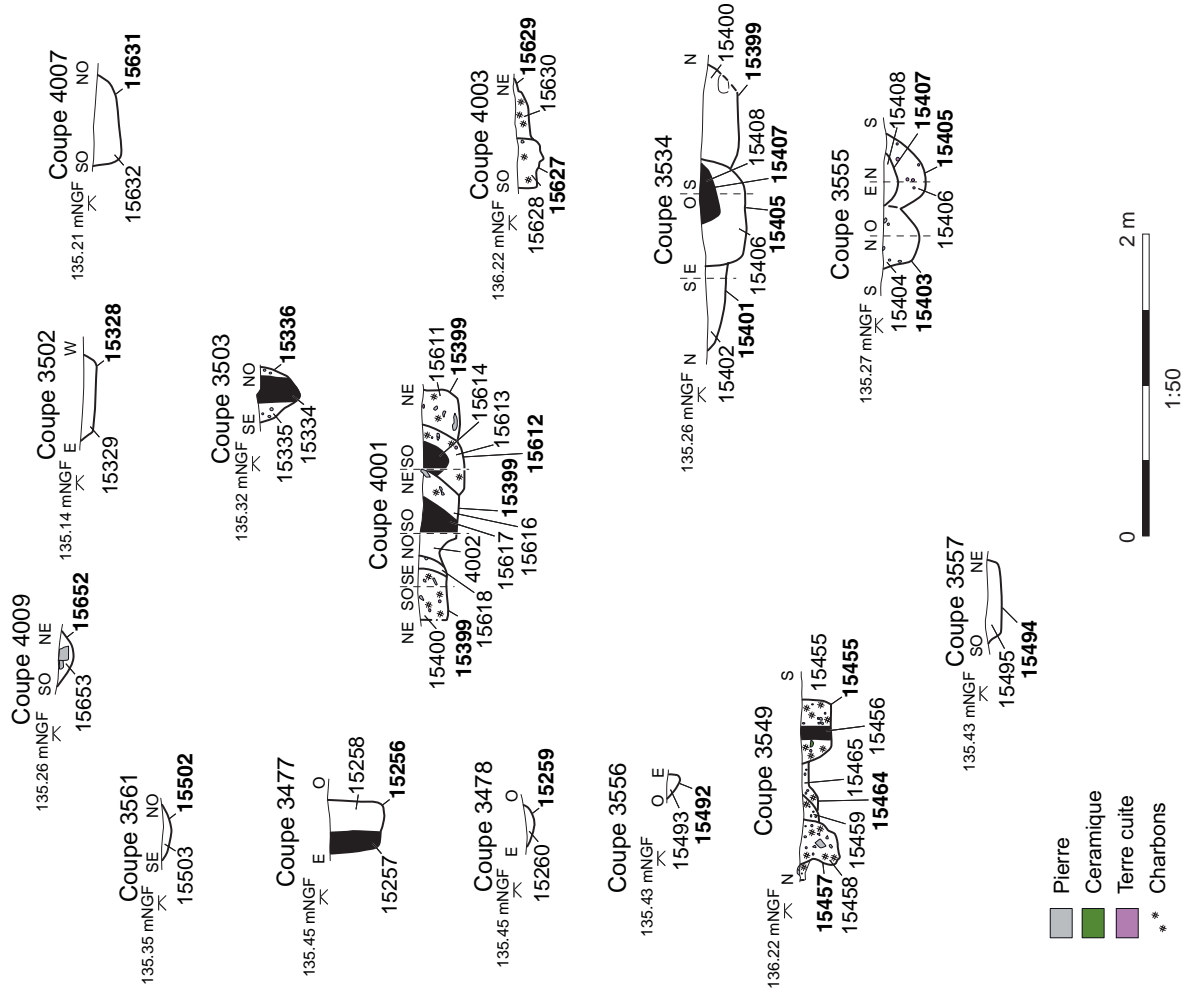 Coupe 4009
SO NE
135.26 mNGF
15653
15652
Coupe 3502
E W
135.14 mNGF
15329
15328
Coupe 4007
SO NO
135.21 mNGF
15632
15631
Coupe 3561
SE NO
135.35 mNGF
15503
15502
Coupe 3503
SE NO
135.32 mNGF
15335
15334
15336
Coupe 3477
E O
135.45 mNGF
15257
15258
15256
Coupe 4001
NE SO SE NO SO NE SO NE
15400
15399
15618
4002
15617
15616
15399
15612
15613
15614
15611
15399
Coupe 4003
SO NE
136.22 mNGF
15628
15627
15630
15629
Coupe 3478
E O
135.45 mNGF
15260
15259
Coupe 3534
N S E O S N
135.26 mNGF
15402
15401
15406
15405
15407
15408
15399
15400
Coupe 3556
O E
135.43 mNGF
15493
15492
Coupe 3549
N S
136.22 mNGF
15457
15458
15459
15464
15465
15456
15455
15455
Coupe 3555
S N O E N S
135.27 mNGF
15404
15403
15406
15405
15407
15408
Coupe 3557
SO NE
135.43 mNGF
15495
15494
Pierre
Ceramique
Terre cuite
Charbons
0 2 m
1:50